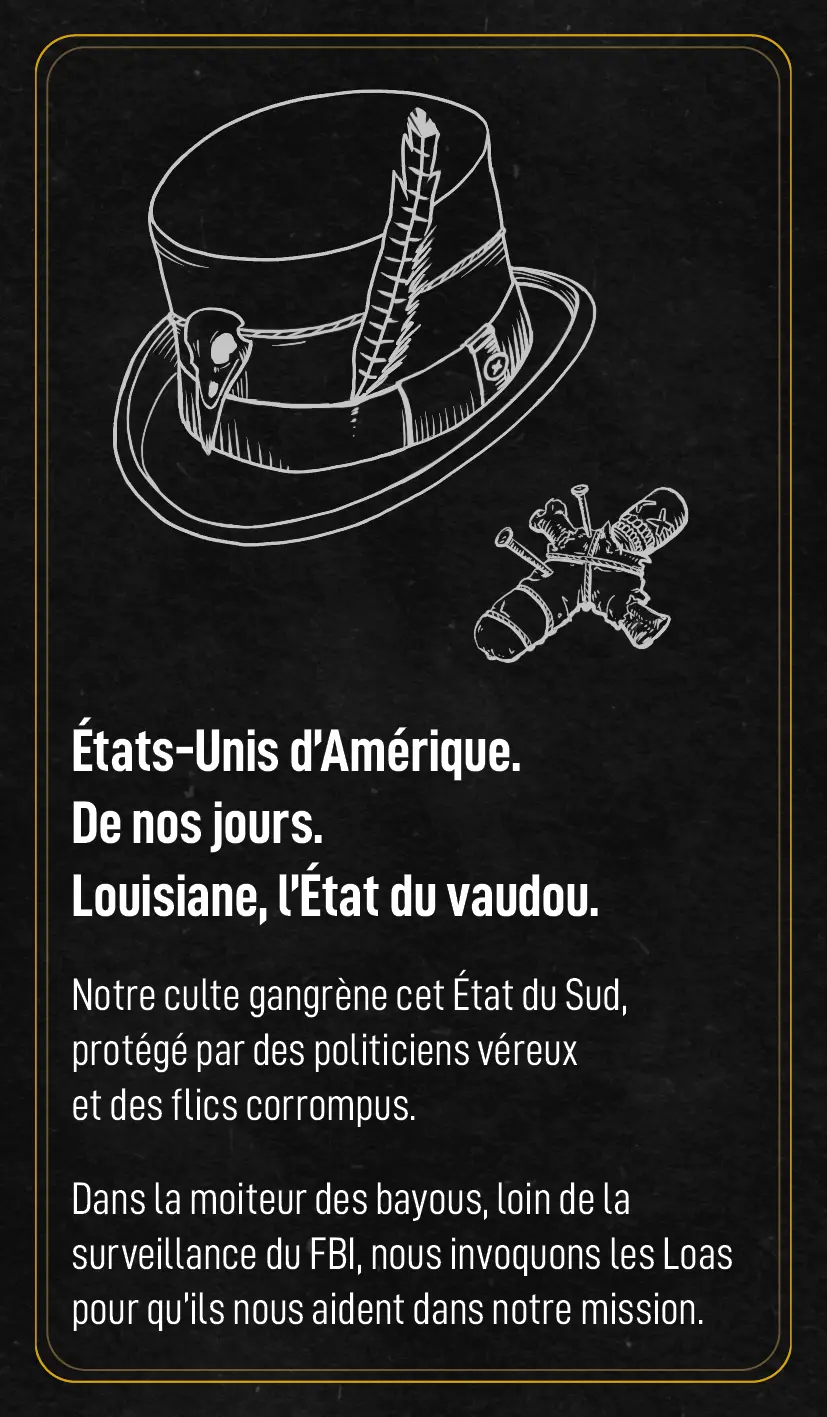 États-Unis d'Amérique.
De nos jours.
Louisiane, l'État du vaudou.
Notre culte gangrène cet État du Sud,
protégé par des politiciens véreux
et des flics corrompus.
Dans la moiteur des bayous, loin de la
surveillance du FBI, nous invoquons les Loas
pour qu'ils nous aident dans notre mission.